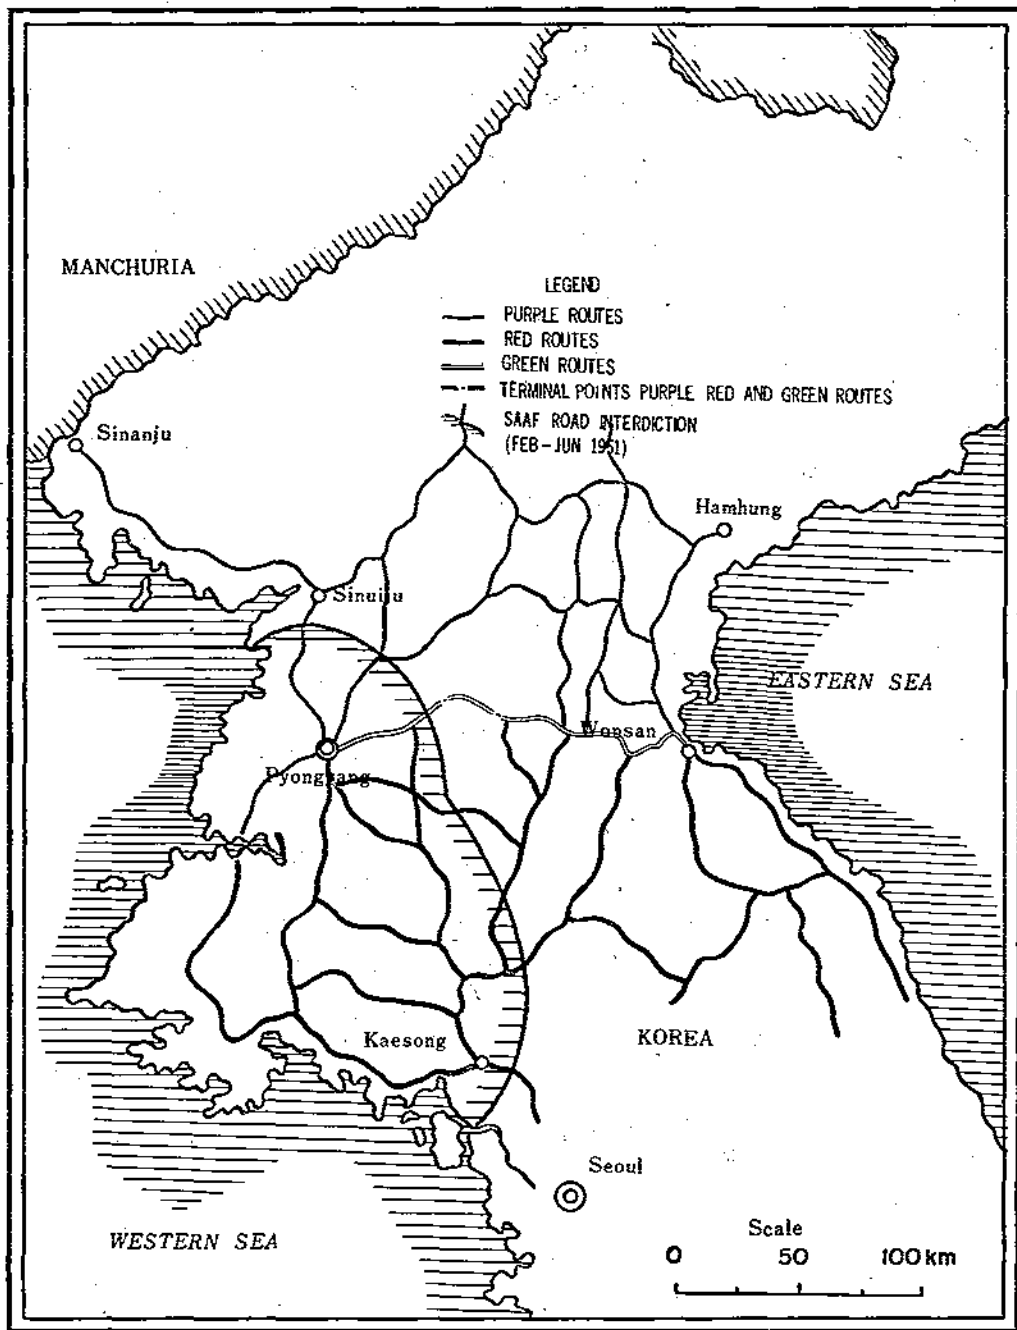 MANCHURIA
LEGEND
PURPLE ROUTES
RED ROUTES
GREEN ROUTES
TERMINAL POINTS PURPLE RED AND GREEN ROUTES
SAAF ROAD INTERDICTION
(FEB-JUN 1951)
Sinanju
Hamhung
Sinuiju
EASTERN SEA
Wonsan
Pyongyang
Kaesong
KOREA
Seoul
WESTERN SEA
Scale
0 50 100 km